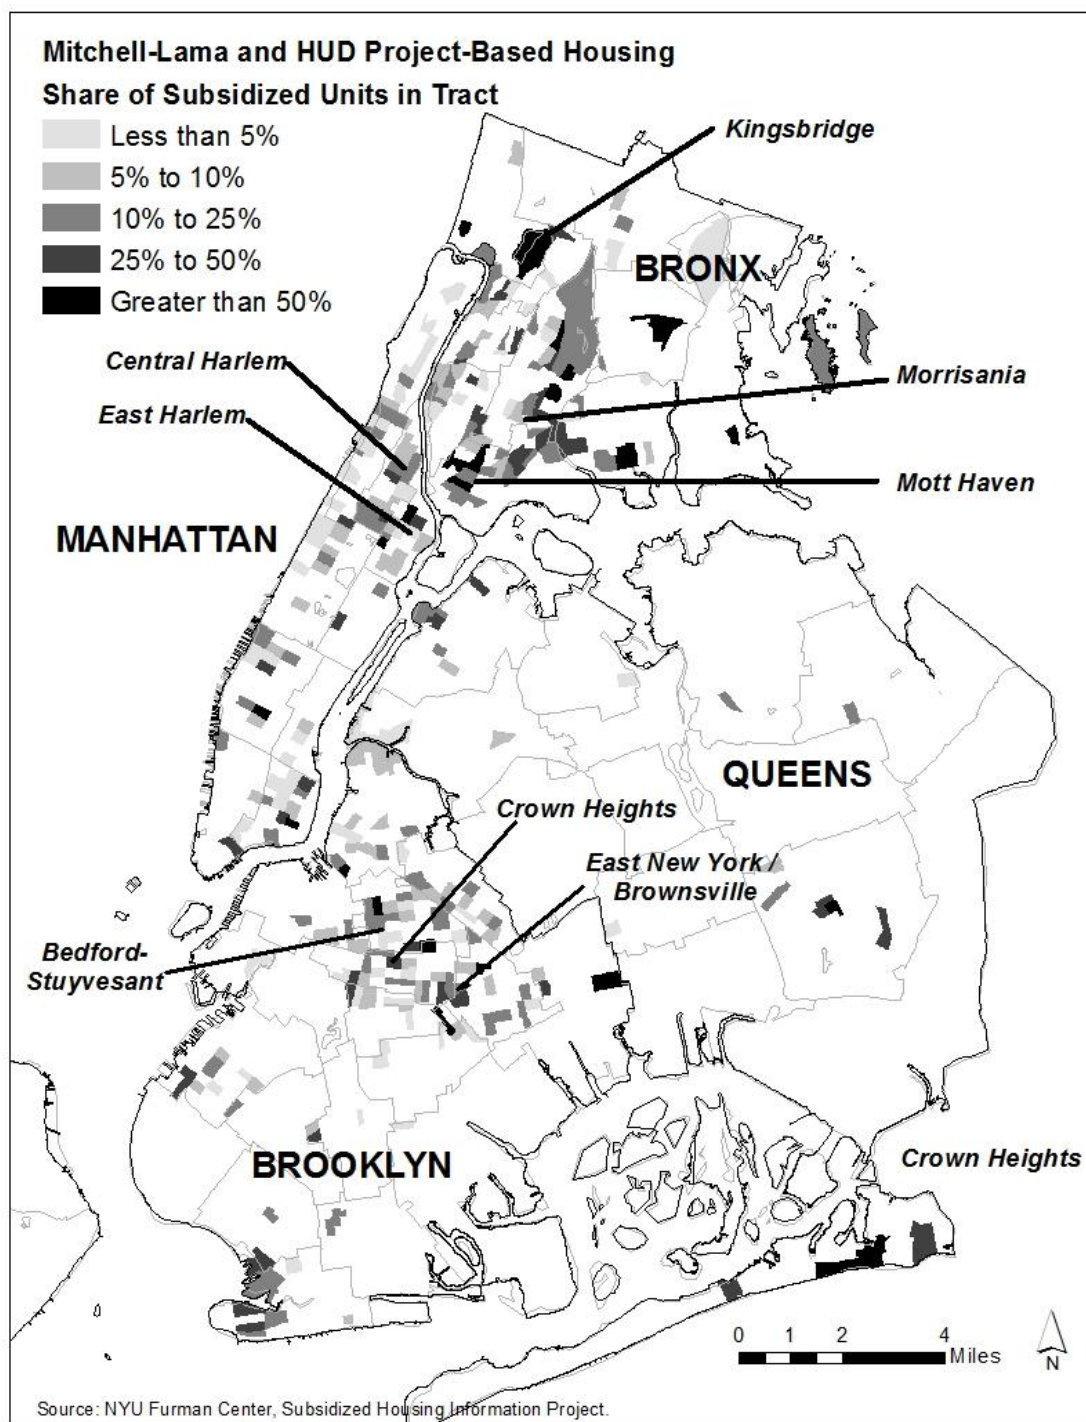 Mitchell-Lama and HUD Project-Based Housing
Share of Subsidized Units in Tract
Less than 5%
5% to 10%
10% to 25%
25% to 50%
Greater than 50%
Kingsbridge
BRONX
Central Harlem
East Harlem
Morrisania
Mott Haven
MANHATTAN
QUEENS
Crown Heights
East New York /
Brownsville
Bedford-
Stuyvesant
BROOKLYN
Crown Heights
0 1 2 4
Miles
N
Source: NYU Furman Center, Subsidized Housing Information Project.